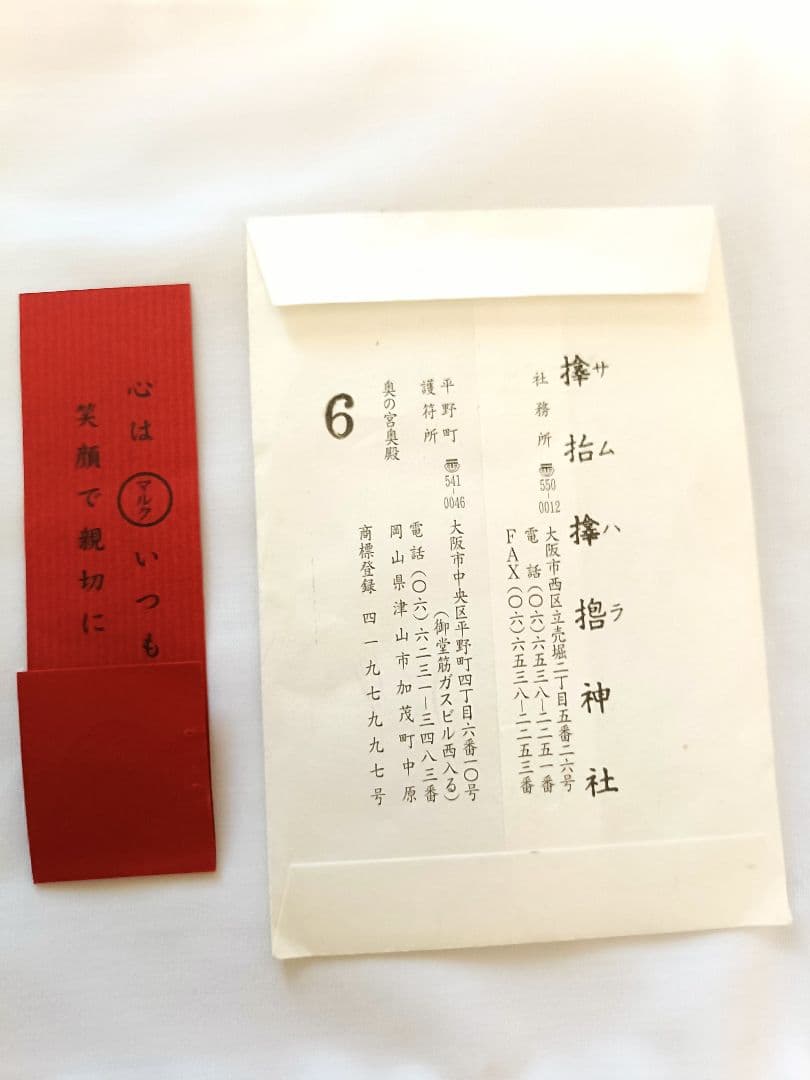 心はマルクいつも
笑顔で親切に
サムハラ
𪮷抬𪮷𪮇神社
社務所 〒550-0012 大阪市西区立売堀二丁目五番二六号
電話(〇六)六五三八―二二五一番
FAX(〇六)六五三八―二二五三番
平野町
護符所 〒541-0046 大阪市中央区平野町四丁目六番一〇号
(御堂筋ガスビル西入る)
電話(〇六)六二三一―三四八三番
奥の宮奥殿 岡山県津山市加茂町中原
商標登録 四一九七九九七号
6